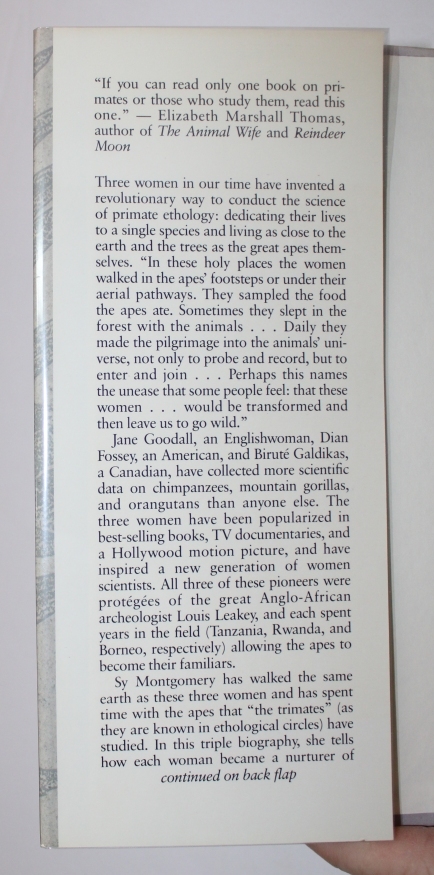 “If you can read only one book on pri-
mates or those who study them, read this
one.” — Elizabeth Marshall Thomas,
author of The Animal Wife and Reindeer
Moon
Three women in our time have invented a
revolutionary way to conduct the science
of primate ethology: dedicating their lives
to a single species and living as close to the
earth and the trees as the great apes them-
selves. “In these holy places the women
walked in the apes’ footsteps or under their
aerial pathways. They sampled the food
the apes ate. Sometimes they slept in the
forest with the animals . . . Daily they
made the pilgrimage into the animals’ uni-
verse, not only to probe and record, but to
enter and join . . . Perhaps this names
the unease that some people feel: that these
women . . . would be transformed and
then leave us to go wild.”
Jane Goodall, an Englishwoman, Dian
Fossey, an American, and Biruté Galdikas,
a Canadian, have collected more scientific
data on chimpanzees, mountain gorillas,
and orangutans than anyone else. The
three women have been popularized in
best-selling books, TV documentaries, and
a Hollywood motion picture, and have
inspired a new generation of women
scientists. All three of these pioneers were
protégées of the great Anglo-African
archeologist Louis Leakey, and each spent
years in the field (Tanzania, Rwanda, and
Borneo, respectively) allowing the apes to
become their familiars.
Sy Montgomery has walked the same
earth as these three women and has spent
time with the apes that “the trimates” (as
they are known in ethological circles) have
studied. In this triple biography, she tells
how each woman became a nurturer of
continued on back flap